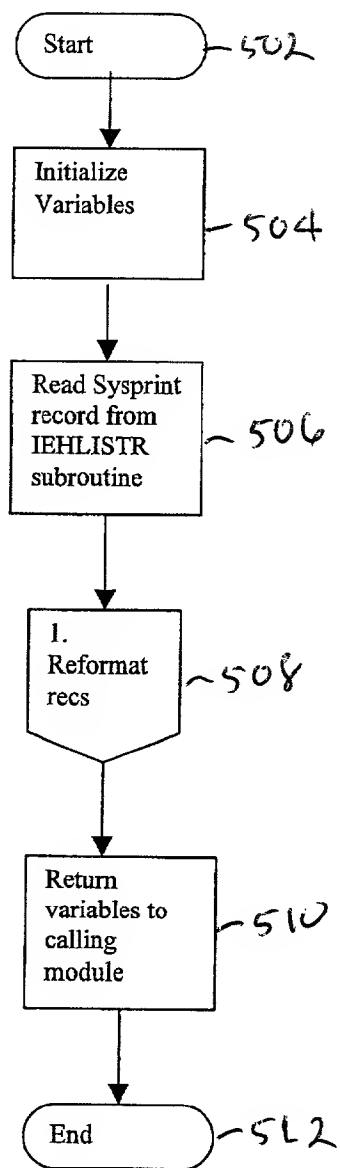 Start
502
Initialize
Variables
504
Read Sysprint
record from
IEHLISTR
subroutine
506
1.
Reformat
recs
508
Return
variables to
calling
module
510
End
512